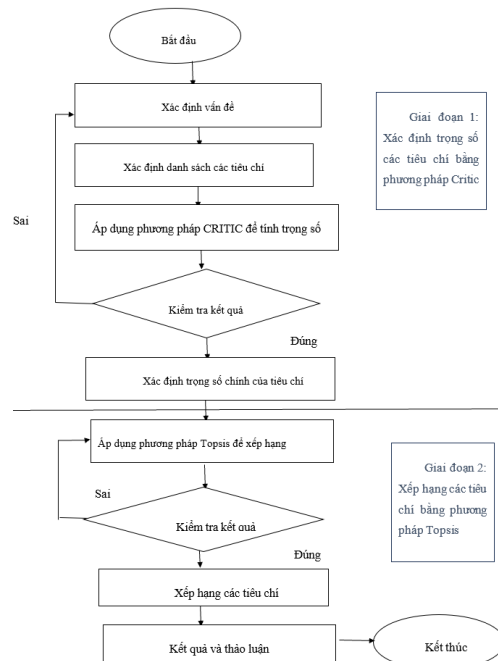 Bắt đầu
Xác định vấn đề
Giai đoạn 1:
Xác định trọng số
các tiêu chí bằng
phương pháp Critic
Xác định danh sách các tiêu chí
Sai
Áp dụng phương pháp CRITIC để tính trọng số
Kiểm tra kết quả
Đúng
Xác định trọng số chính của tiêu chí
Áp dụng phương pháp Topsis để xếp hạng
Giai đoạn 2:
Xếp hạng các tiêu
chí bằng phương
pháp Topsis
Sai
Kiểm tra kết quả
Đúng
Xếp hạng các tiêu chí
Kết quả và thảo luận
Kết thúc